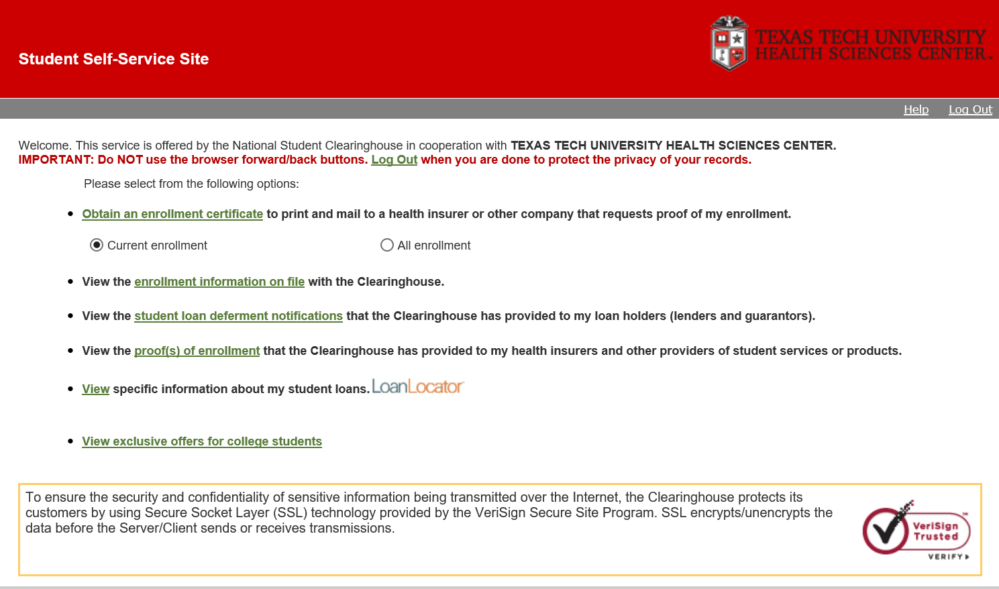 TEXAS TECH UNIVERSITY
HEALTH SCIENCES CENTER™
Student Self-Service Site
Help Log Out
Welcome. This service is offered by the National Student Clearinghouse in cooperation with TEXAS TECH UNIVERSITY HEALTH SCIENCES CENTER.
IMPORTANT: Do NOT use the browser forward/back buttons. Log Out when you are done to protect the privacy of your records.
Please select from the following options:
• Obtain an enrollment certificate to print and mail to a health insurer or other company that requests proof of my enrollment.
Current enrollment All enrollment
• View the enrollment information on file with the Clearinghouse.
• View the student loan deferment notifications that the Clearinghouse has provided to my loan holders (lenders and guarantors).
• View the proof(s) of enrollment that the Clearinghouse has provided to my health insurers and other providers of student services or products.
• View specific information about my student loans. LoanLocator
• View exclusive offers for college students
To ensure the security and confidentiality of sensitive information being transmitted over the Internet, the Clearinghouse protects its
customers by using Secure Socket Layer (SSL) technology provided by the VeriSign Secure Site Program. SSL encrypts/unencrypts the
data before the Server/Client sends or receives transmissions.
VeriSign™
Trusted
VERIFY